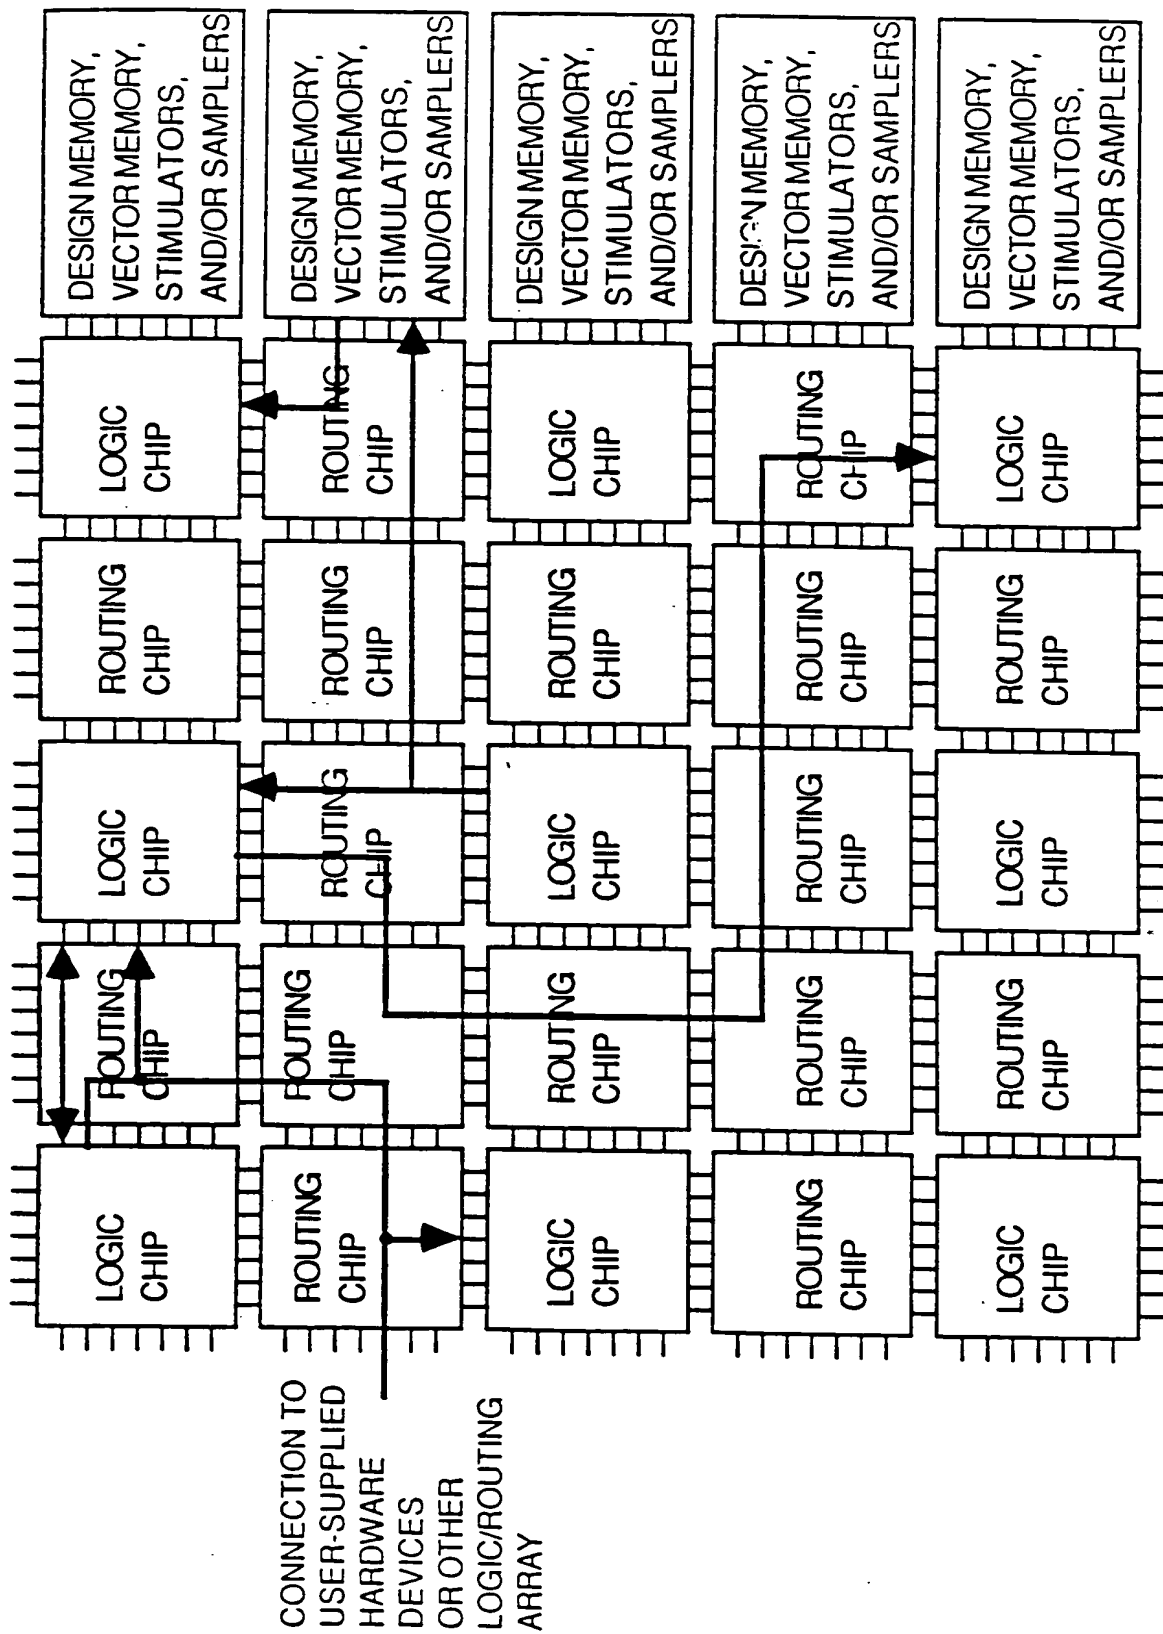 LOGIC
CHIP
ROUTING
CHIP
LOGIC
CHIP
ROUTING
CHIP
LOGIC
CHIP
DESIGN MEMORY,
VECTOR MEMORY,
STIMULATORS,
AND/OR SAMPLERS
CONNECTION TO
USER-SUPPLIED
HARDWARE
DEVICES
OR OTHER
LOGIC/ROUTING
ARRAY
ROUTING
CHIP
ROUTING
CHIP
ROUTING
CHIP
ROUTING
CHIP
ROUTING
CHIP
DESIGN MEMORY,
VECTOR MEMORY,
STIMULATORS,
AND/OR SAMPLERS
LOGIC
CHIP
ROUTING
CHIP
LOGIC
CHIP
ROUTING
CHIP
LOGIC
CHIP
DESIGN MEMORY,
VECTOR MEMORY,
STIMULATORS,
AND/OR SAMPLERS
ROUTING
CHIP
ROUTING
CHIP
ROUTING
CHIP
ROUTING
CHIP
ROUTING
CHIP
DESIGN MEMORY,
VECTOR MEMORY,
STIMULATORS,
AND/OR SAMPLERS
LOGIC
CHIP
ROUTING
CHIP
LOGIC
CHIP
ROUTING
CHIP
LOGIC
CHIP
DESIGN MEMORY,
VECTOR MEMORY,
STIMULATORS,
AND/OR SAMPLERS